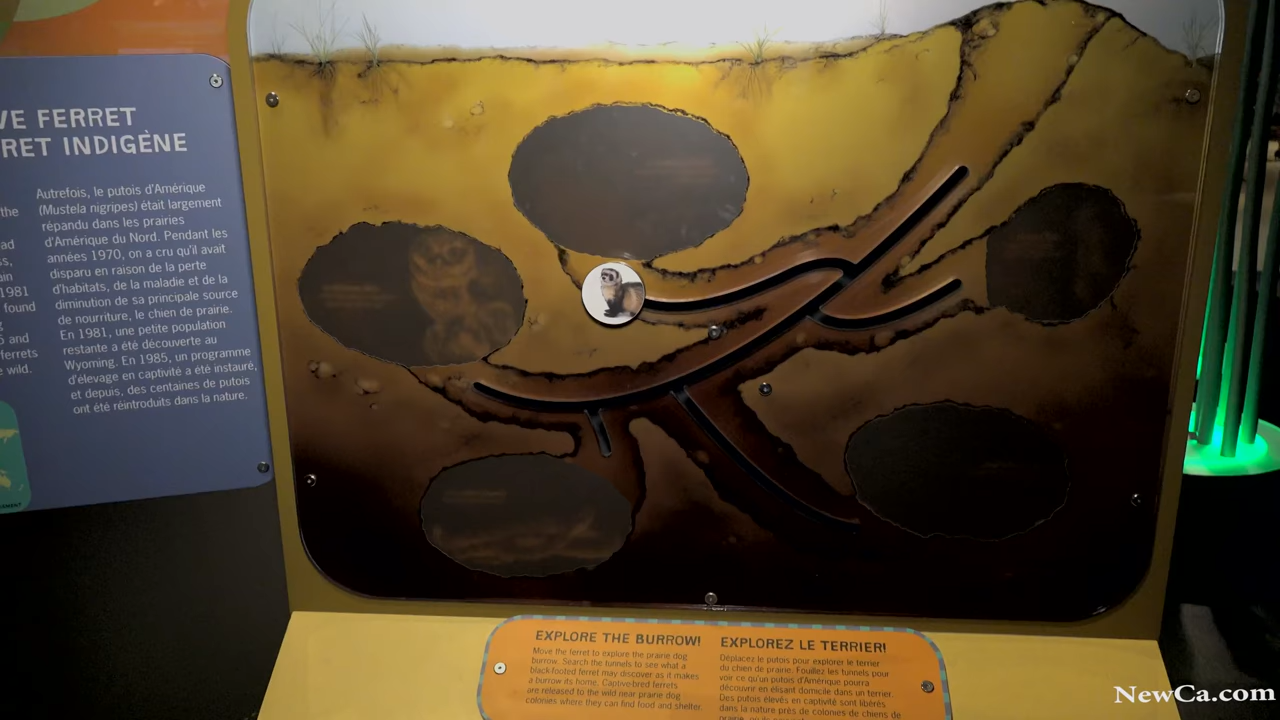 VE FERRET
RET INDIGÈNE
the
ad
ss,
ain
1981
found
g
5 and
ferrets
e wild.
Autrefois, le putois d'Amérique
(Mustela nigripes) était largement
répandu dans les prairies
d'Amérique du Nord. Pendant les
années 1970, on a cru qu'il avait
disparu en raison de la perte
d'habitats, de la maladie et de la
diminution de sa principale source
de nourriture, le chien de prairie.
En 1981, une petite population
restante a été découverte au
Wyoming. En 1985, un programme
d'élevage en captivité a été instauré,
et depuis, des centaines de putois
ont été réintroduits dans la nature.
EXPLORE THE BURROW!
Move the ferret to explore the prairie dog
burrow. Search the tunnels to see what a
black-footed ferret may discover as it makes
a burrow its home. Captive-bred ferrets
are released to the wild near prairie dog
colonies where they can find food and shelter.
EXPLOREZ LE TERRIER!
Déplacez le putois pour explorer le terrier
du chien de prairie. Fouillez les tunnels pour
voir ce qu'un putois d'Amérique pourra
découvrir en élisant domicile dans un terrier.
Des putois élevés en captivité sont libérés
dans la nature près de colonies de chiens de
NewCa.com